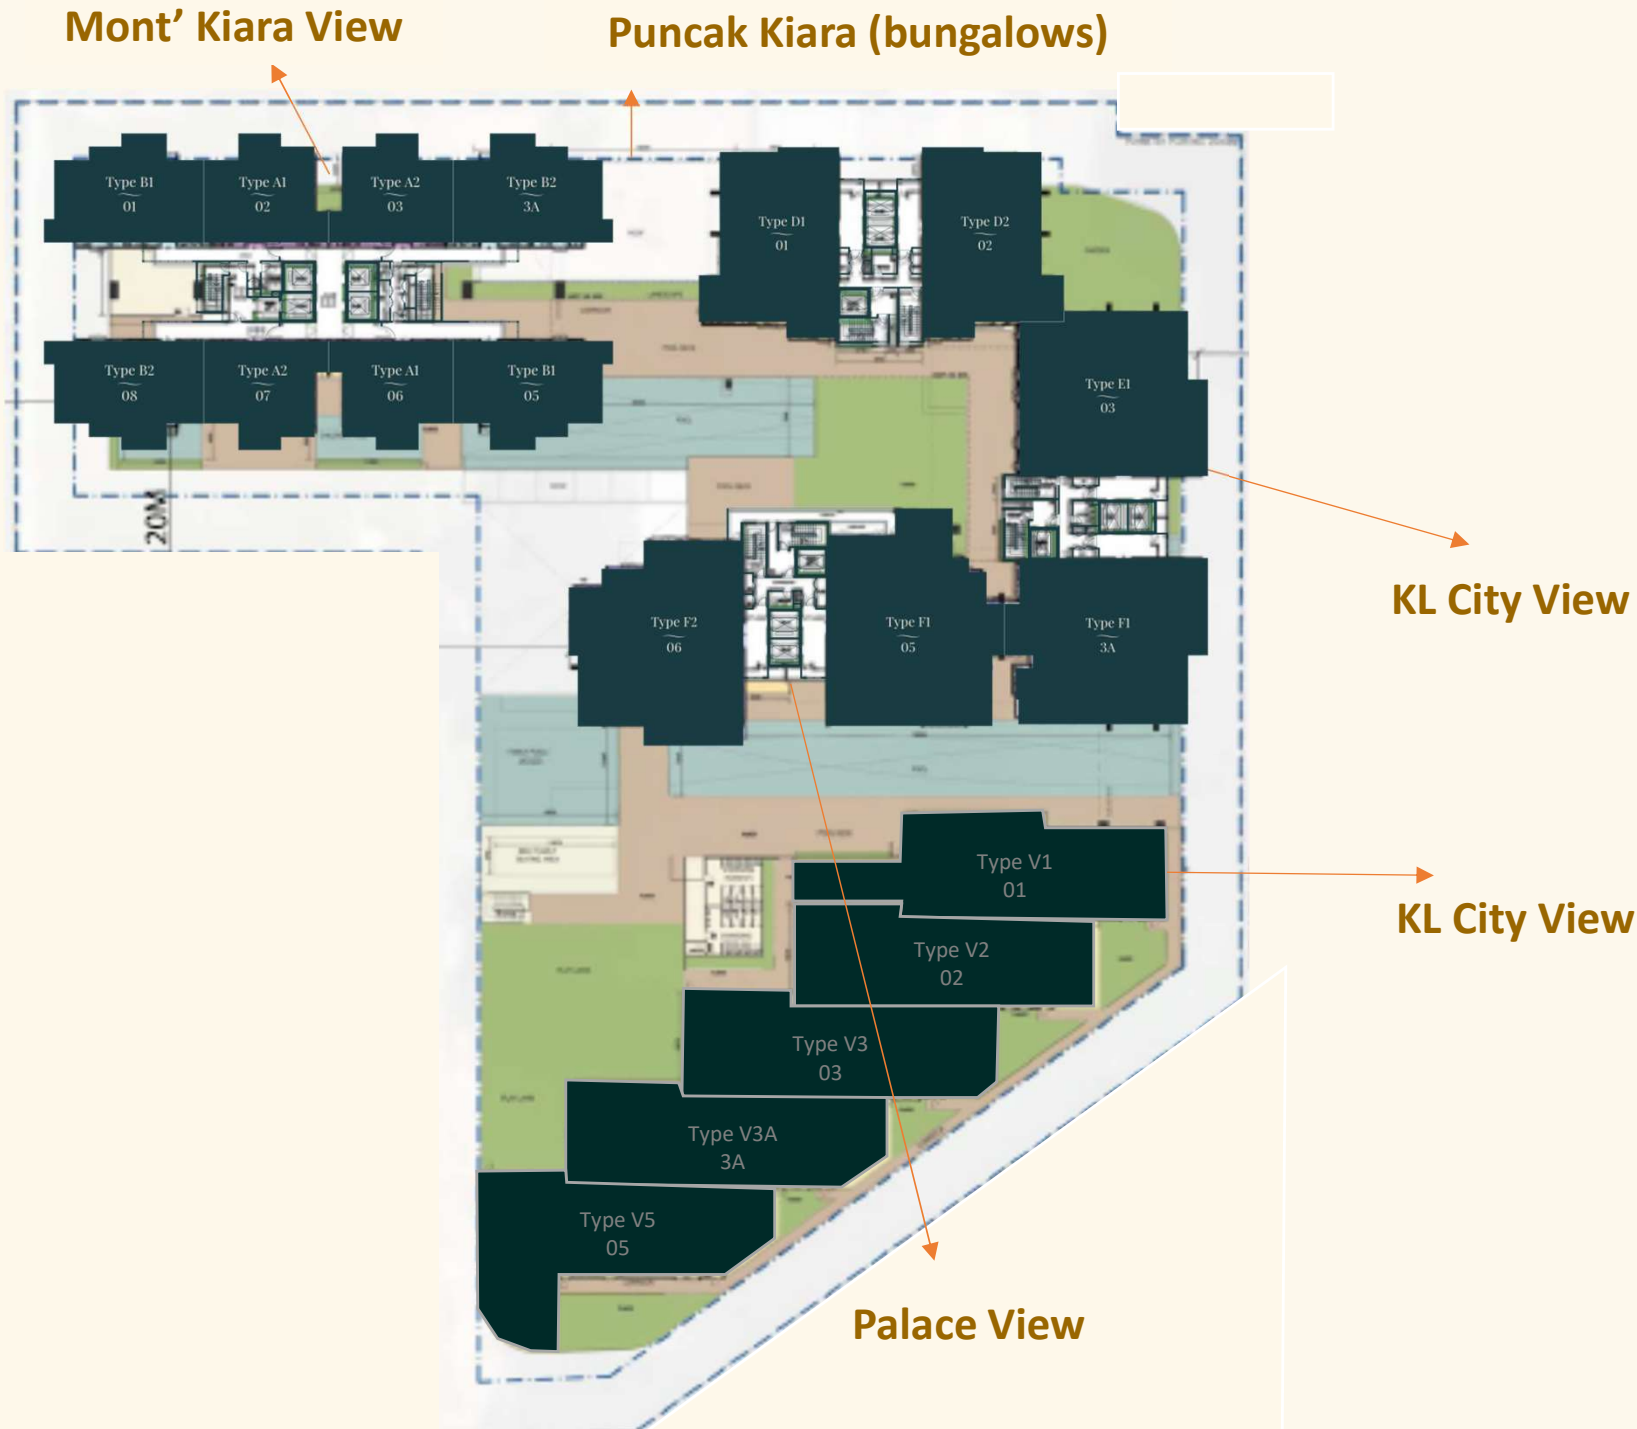 Mont' Kiara View
Puncak Kiara (bungalows)
Type B1
01
Type A1
02
Type A2
03
Type B2
3A
Type D1
01
Type D2
02
Type B2
08
Type A2
07
Type A1
06
Type B1
05
Type E1
03
20M
KL City View
Type F2
06
Type F1
05
Type F1
3A
Type V1
01
KL City View
Type V2
02
Type V3
03
Type V3A
3A
Type V5
05
Palace View